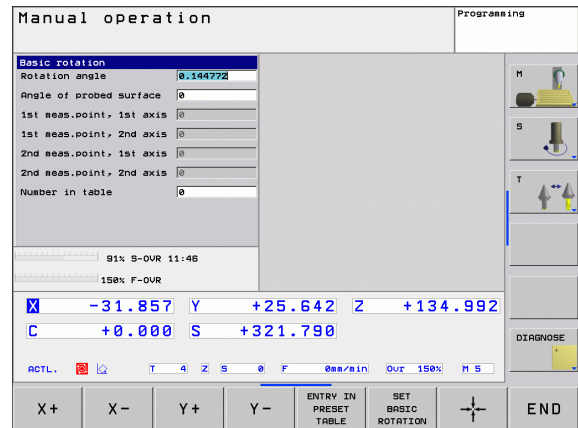 Manual operation
Programming
Basic rotation
Rotation angle 0.144772
Angle of probed surface 0
1st meas.point, 1st axis 0
1st meas.point, 2nd axis 0
2nd meas.point, 1st axis 0
2nd meas.point, 2nd axis 0
Number in table 0
91% S-OVR 11:46
150% F-OVR
X -31.857 Y +25.642 Z +134.992
C +0.000 S +321.790
ACTL. T 4 Z S 0 F 0mm/min Ovr 150% M 5
M
S
T
DIAGNOSE
X+
X-
Y+
Y-
ENTRY IN
PRESET
TABLE
SET
BASIC
ROTATION
END